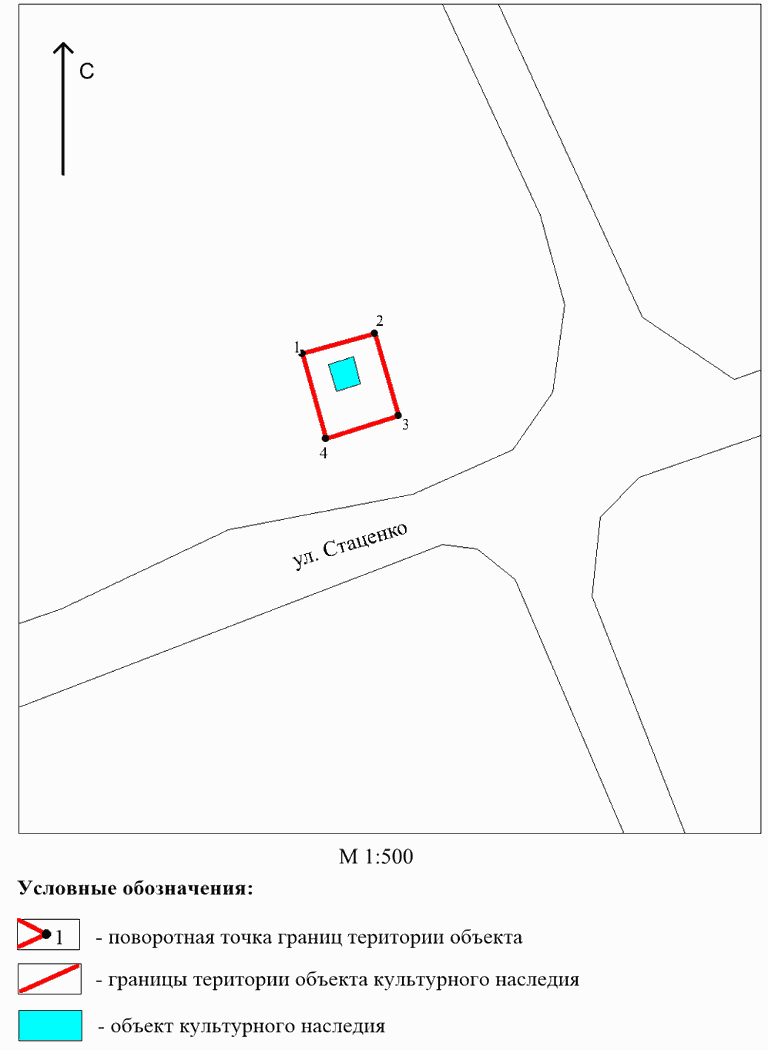 С
1
2
3
4
ул. Стаценко
М 1:500
Условные обозначения:
1 - поворотная точка границ територии объекта
- границы територии объекта культурного наследия
- объект культурного наследия